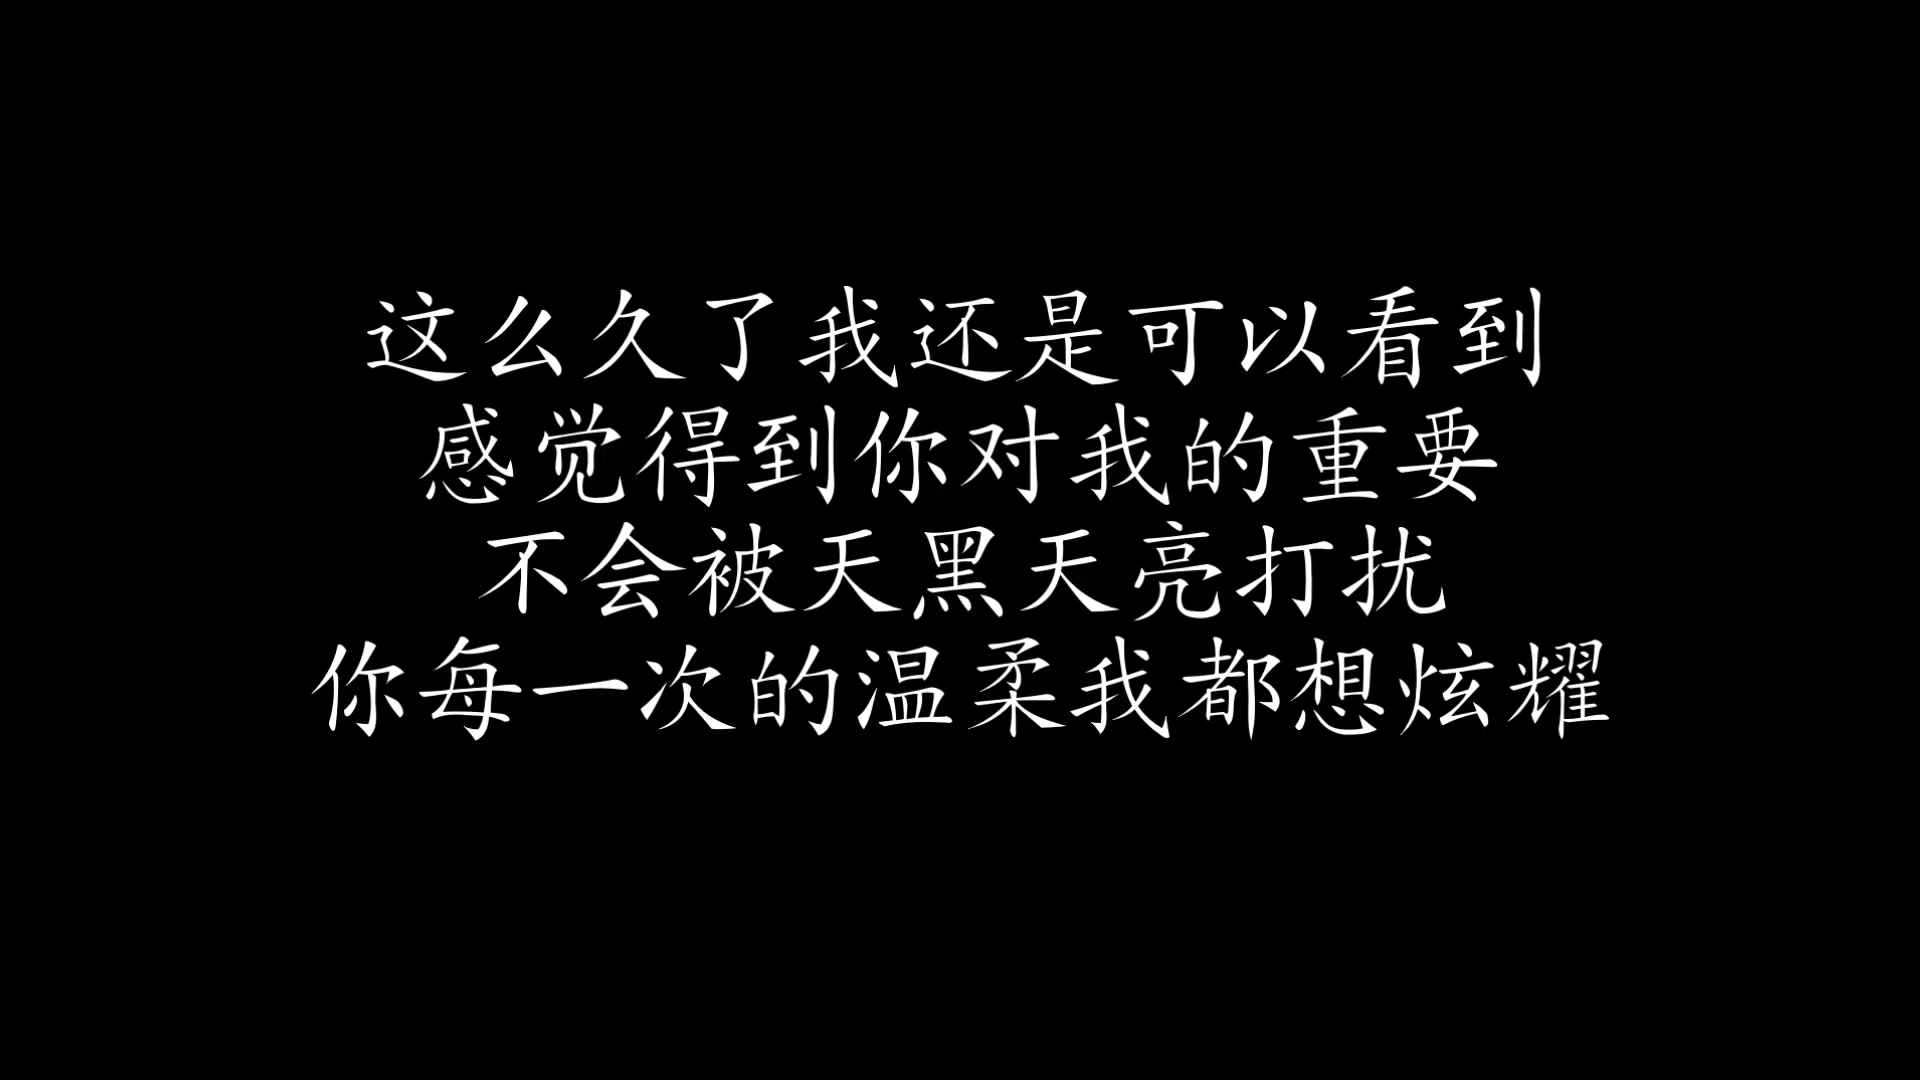 这么久了我还是可以看到
感觉得到你对我的重要
不会被天黑天亮打扰
你每一次的温柔我都想炫耀